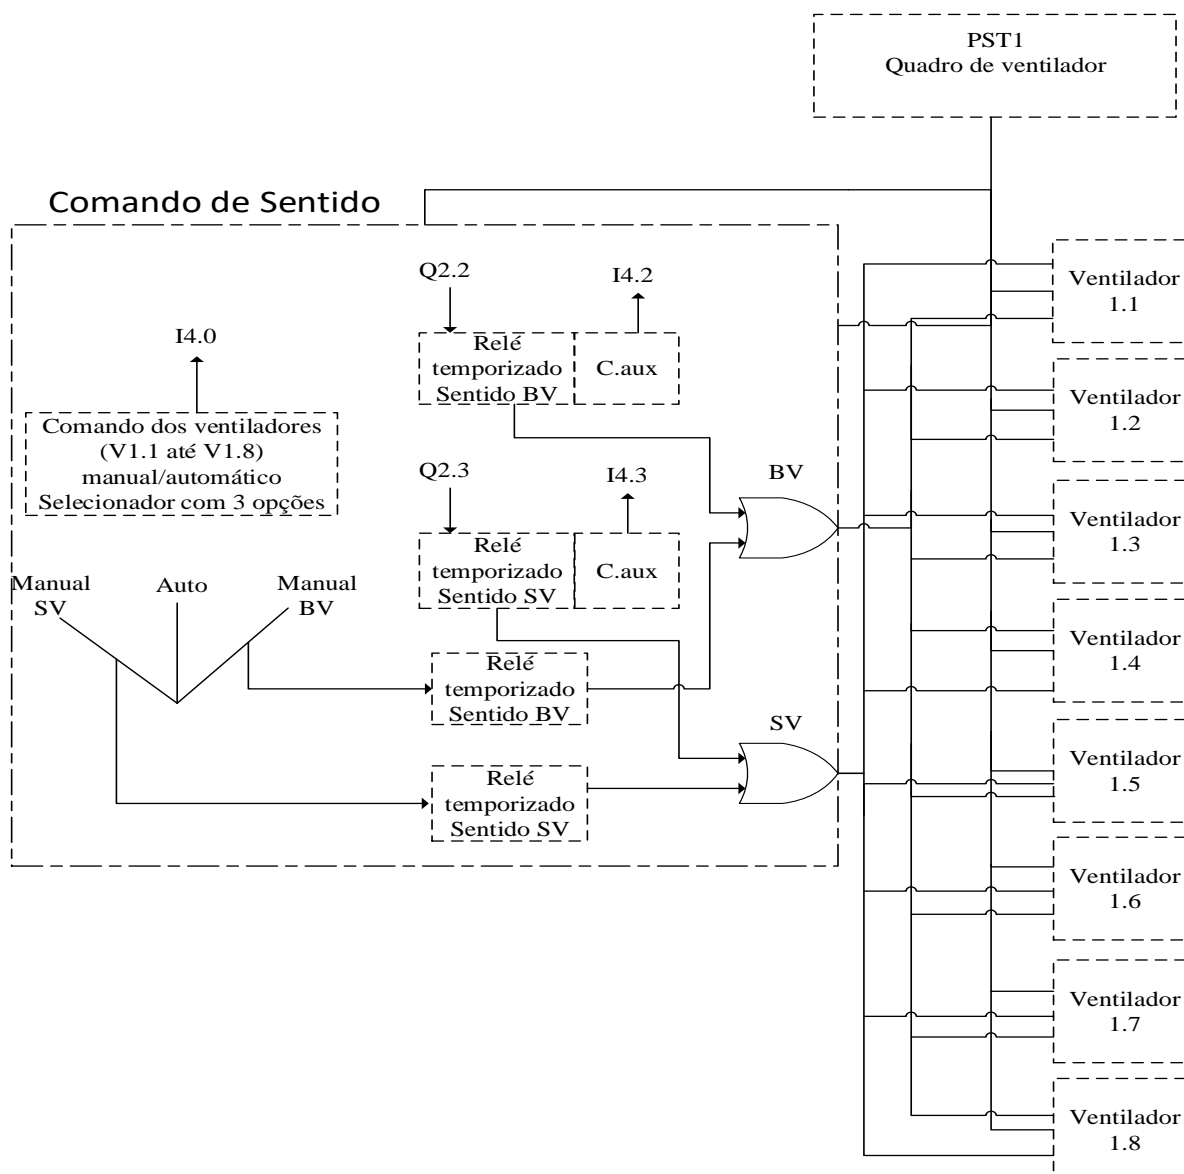 PST1
Quadro de ventilador
Comando de Sentido
Q2.2
I4.2
I4.0
Relé
temporizado
Sentido BV
C.aux
Comando dos ventiladores
(V1.1 até V1.8)
manual/automático
Selecionador com 3 opções
Q2.3
I4.3
BV
Relé
temporizado
Sentido SV
C.aux
Manual
SV
Auto
Manual
BV
Relé
temporizado
Sentido BV
SV
Relé
temporizado
Sentido SV
Ventilador
1.1
Ventilador
1.2
Ventilador
1.3
Ventilador
1.4
Ventilador
1.5
Ventilador
1.6
Ventilador
1.7
Ventilador
1.8